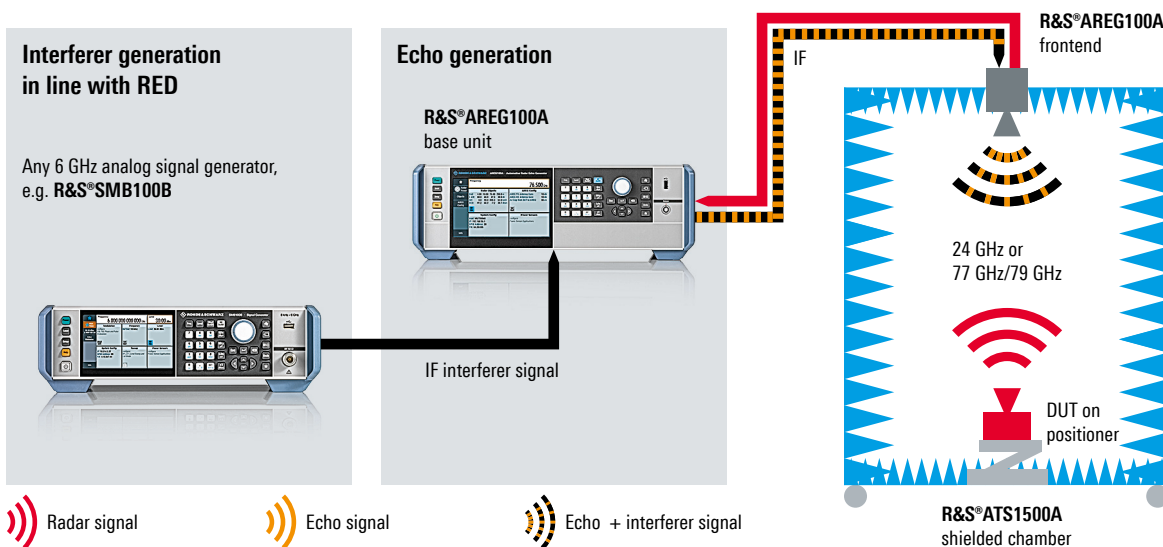 Interferer generation
in line with RED
Any 6 GHz analog signal generator,
e.g. R&S®SMB100B
Echo generation
R&S®AREG100A
base unit
IF interferer signal
IF
R&S®AREG100A
frontend
24 GHz or
77 GHz/79 GHz
DUT on
positioner
R&S®ATS1500A
shielded chamber
Radar signal
Echo signal
Echo + interferer signal